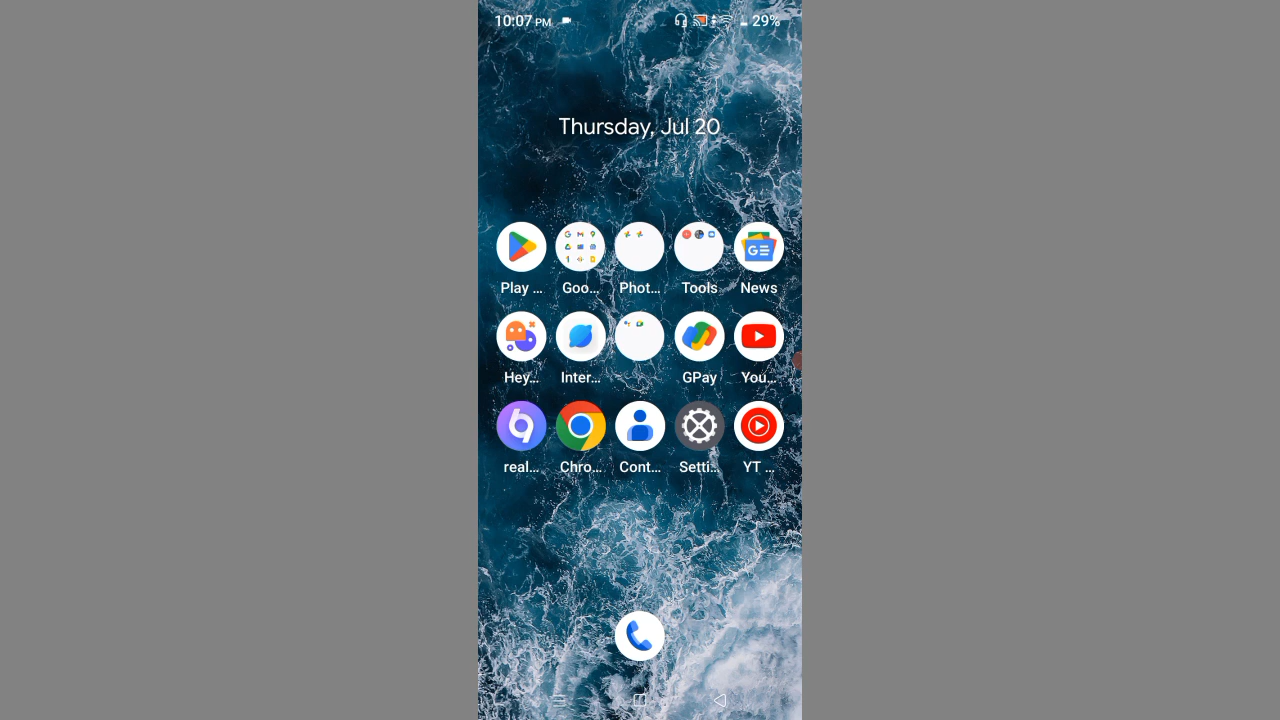 10:07 PM 29%
Thursday, Jul 20
Play ... Goo... Phot... Tools News
Hey... Inter... GPay You...
real... Chro... Cont... Setti... YT ...